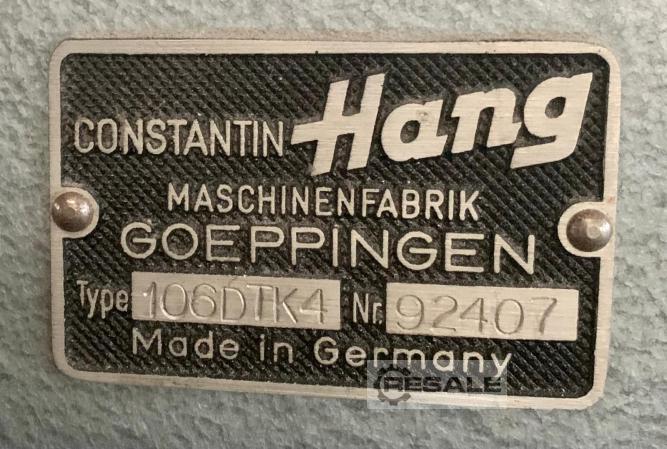 CONSTANTIN Hang
MASCHINENFABRIK
GOEPPINGEN
Type 106DTK4 Nr. 92407
Made in Germany
RESALE